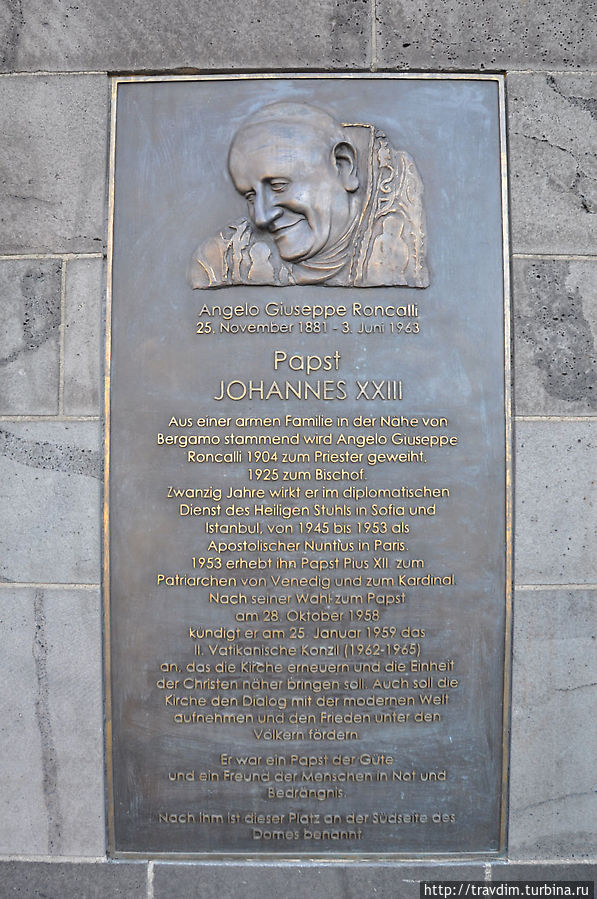 Angelo Giuseppe Roncalli
25. November 1881 - 3. Juni 1963
Papst
JOHANNES XXIII
Aus einer armen Familie in der Nähe von
Bergamo stammend wird Angelo Giuseppe
Roncalli 1904 zum Priester geweiht,
1925 zum Bischof.
Zwanzig Jahre wirkt er im diplomatischen
Dienst des Heiligen Stuhls in Sofia und
Istanbul, von 1945 bis 1953 als
Apostolischer Nuntius in Paris.
1953 erhebt ihn Papst Pius XII. zum
Patriarchen von Venedig und zum Kardinal.
Nach seiner Wahl zum Papst
am 28. Oktober 1958
kündigt er am 25. Januar 1959 das
II. Vatikanische Konzil (1962-1965)
an, das die Kirche erneuern und die Einheit
der Christen näher bringen soll. Auch soll die
Kirche den Dialog mit der modernen Welt
aufnehmen und den Frieden unter den
Völkern fördern.
Er war ein Papst der Güte
und ein Freund der Menschen in Not und
Bedrängnis.
Nach ihm ist dieser Platz an der Südseite des
Domes benannt
http://travdim.turbina.ru